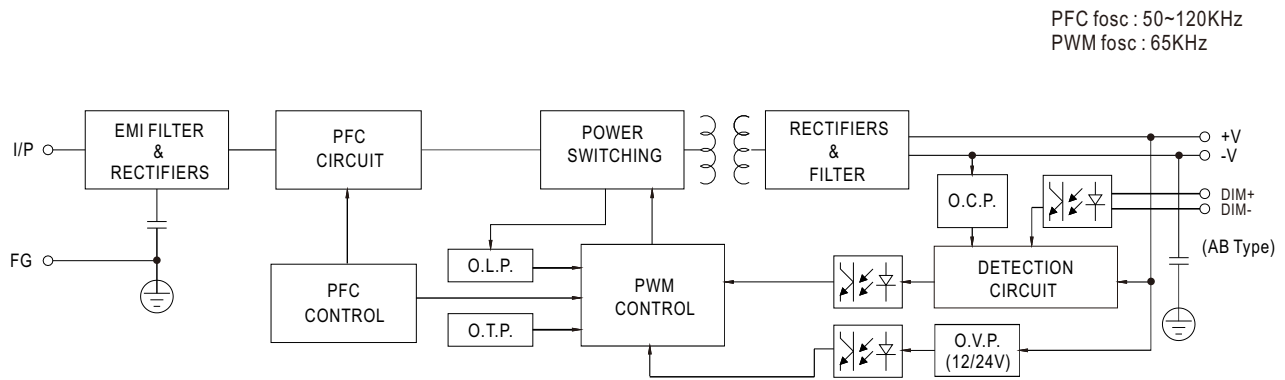 PFC fosc : 50~120KHz
PWM fosc : 65KHz
I/P
EMI FILTER
&
RECTIFIERS
PFC
CIRCUIT
POWER
SWITCHING
RECTIFIERS
&
FILTER
+V
-V
O.C.P.
DIM+
DIM-
(AB Type)
FG
O.L.P.
PFC
CONTROL
PWM
CONTROL
DETECTION
CIRCUIT
O.T.P.
O.V.P.
(12/24V)